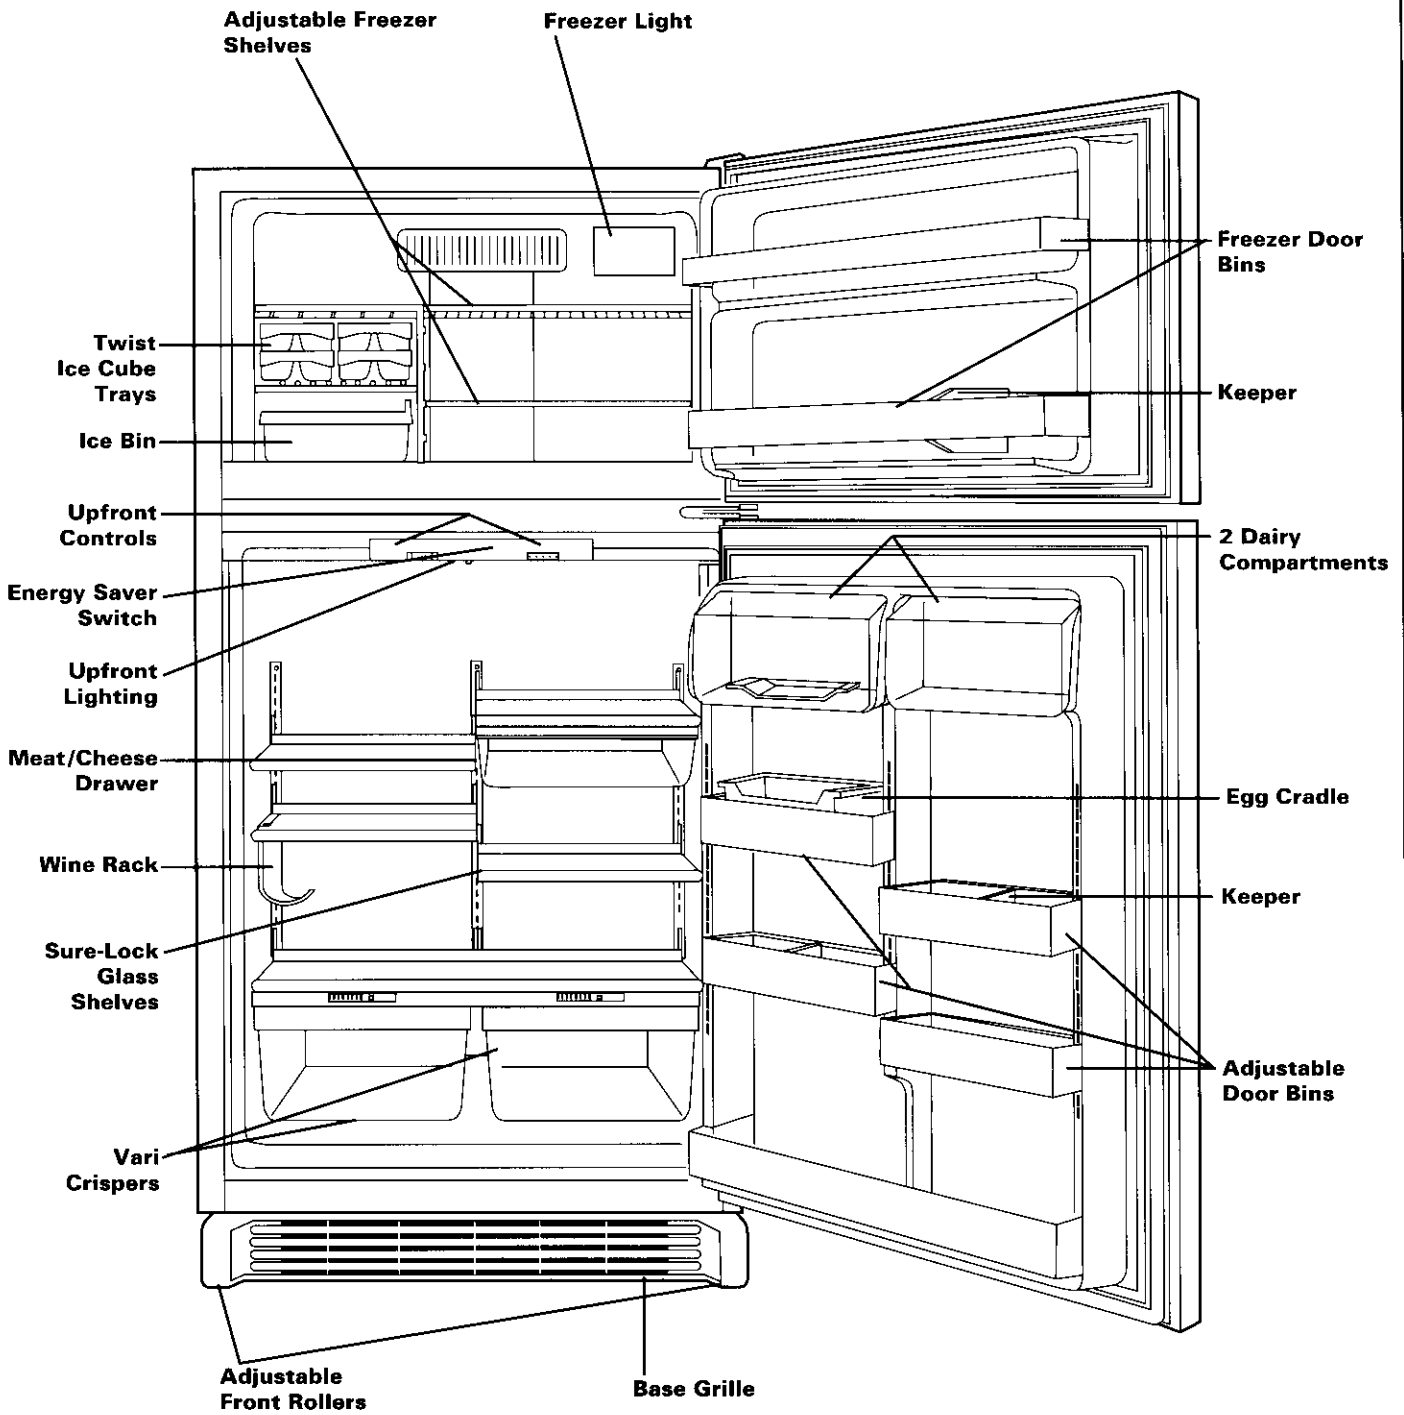 Adjustable Freezer
Shelves
Freezer Light
Freezer Door
Bins
Twist
Ice Cube
Trays
Keeper
Ice Bin
Upfront
Controls
2 Dairy
Compartments
Energy Saver
Switch
Upfront
Lighting
Meat/Cheese
Drawer
Egg Cradle
Wine Rack
Keeper
Sure-Lock
Glass
Shelves
Adjustable
Door Bins
Vari
Crispers
Adjustable
Front Rollers
Base Grille